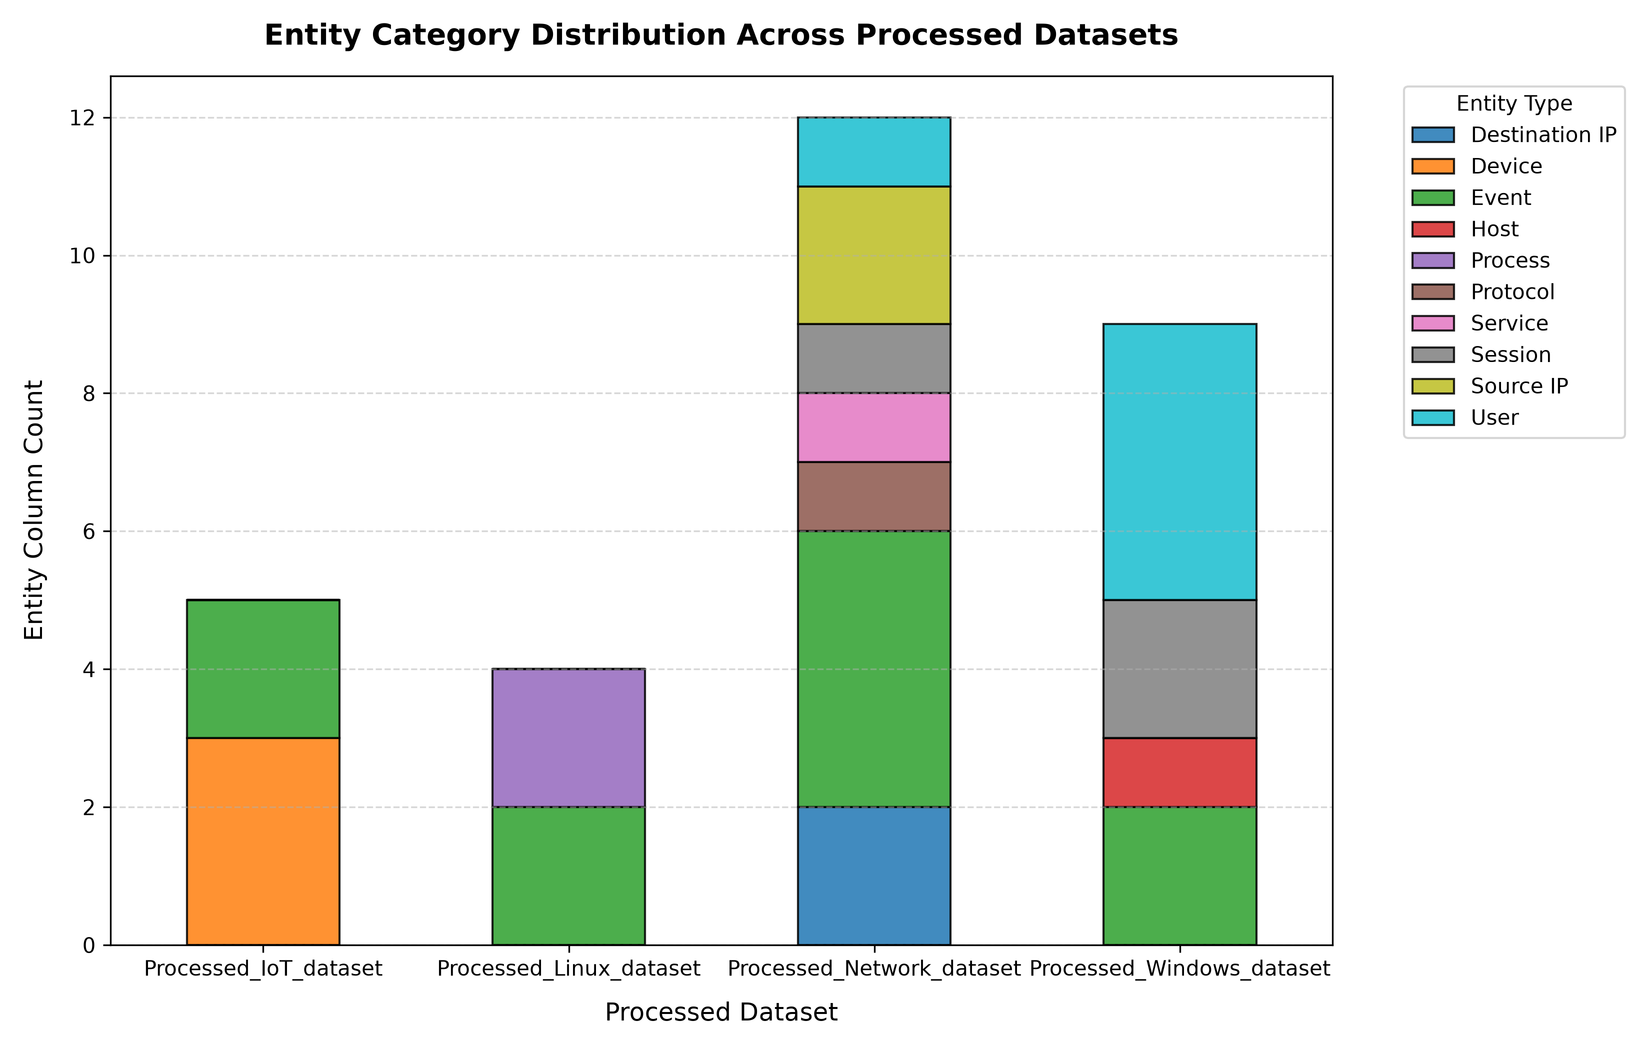 Entity Category Distribution Across Processed Datasets
Entity Column Count
12
10
8
6
4
2
0
Processed_IoT_dataset
Processed_Linux_dataset
Processed_Network_dataset
Processed_Windows_dataset
Processed Dataset
Entity Type
Destination IP
Device
Event
Host
Process
Protocol
Service
Session
Source IP
User